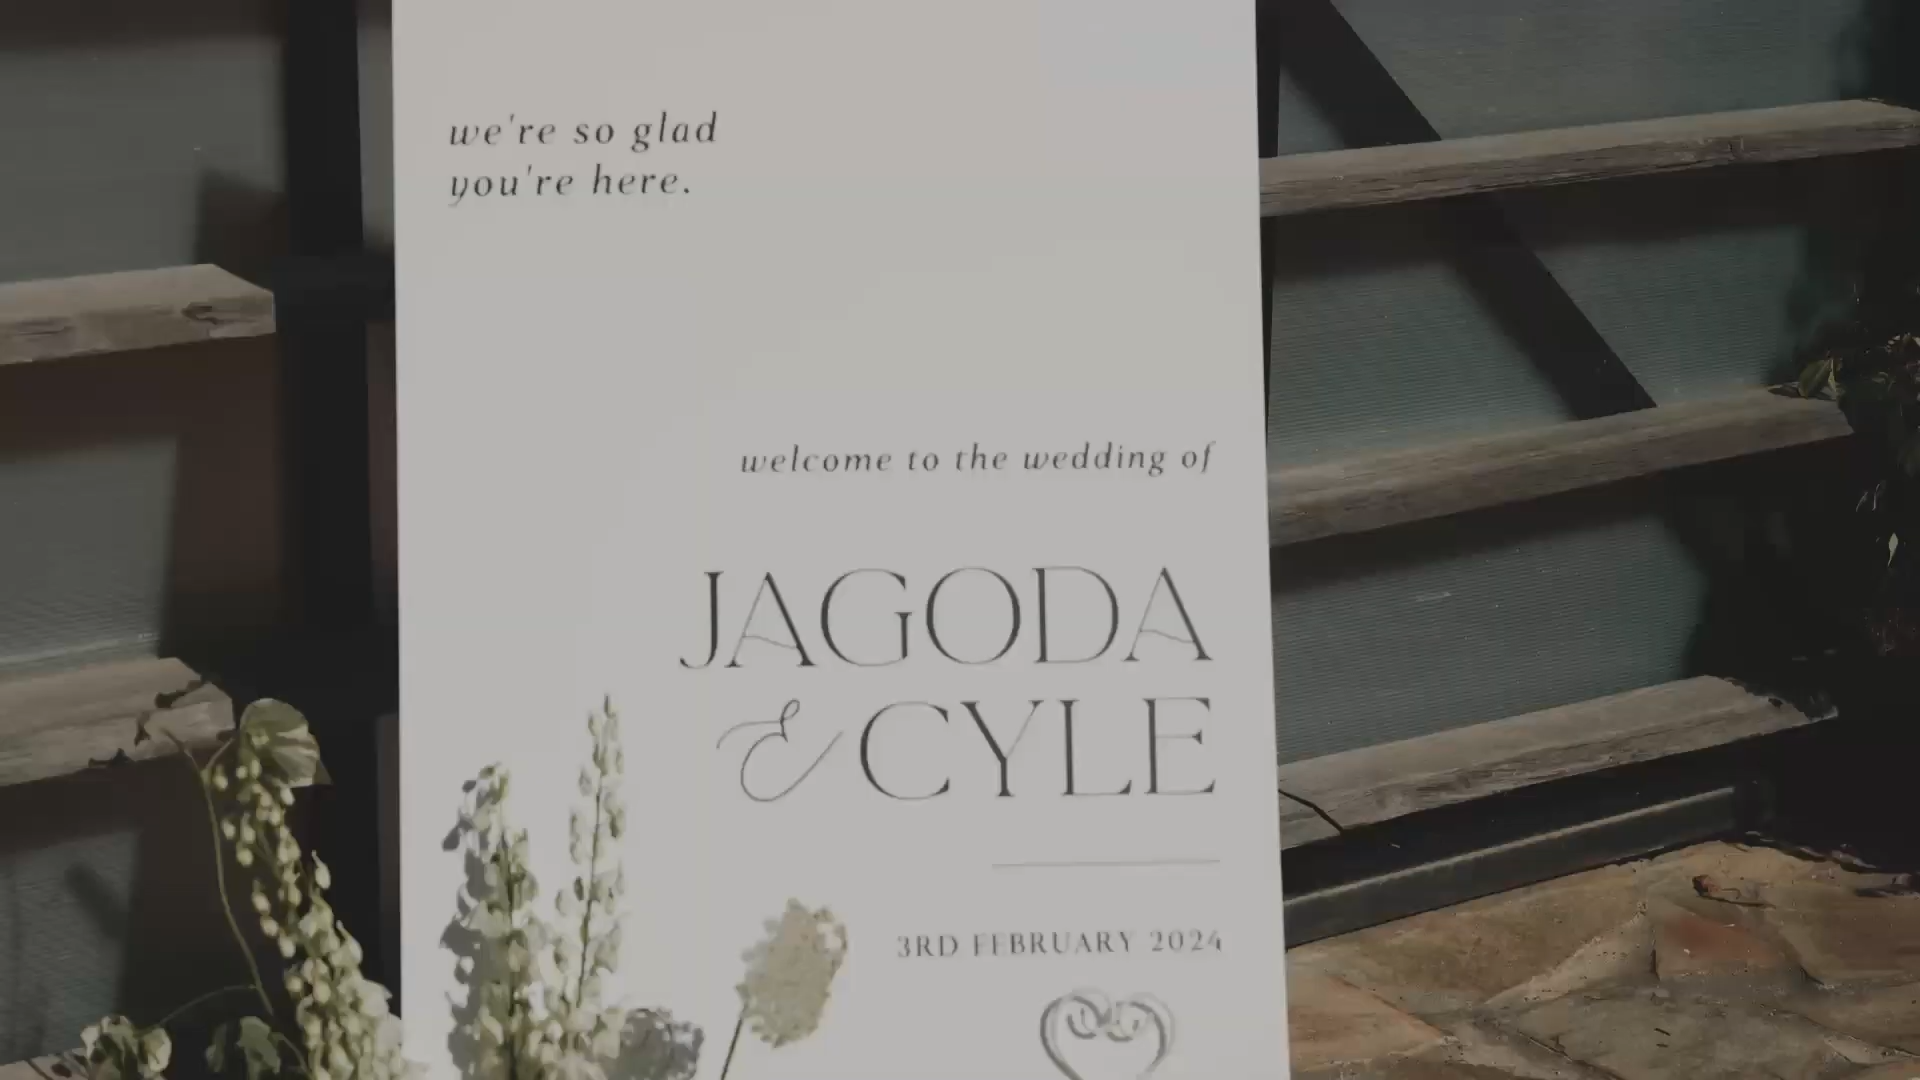 we're so glad
you're here.
welcome to the wedding of
JAGODA
& CYLE
3RD FEBRUARY 2024